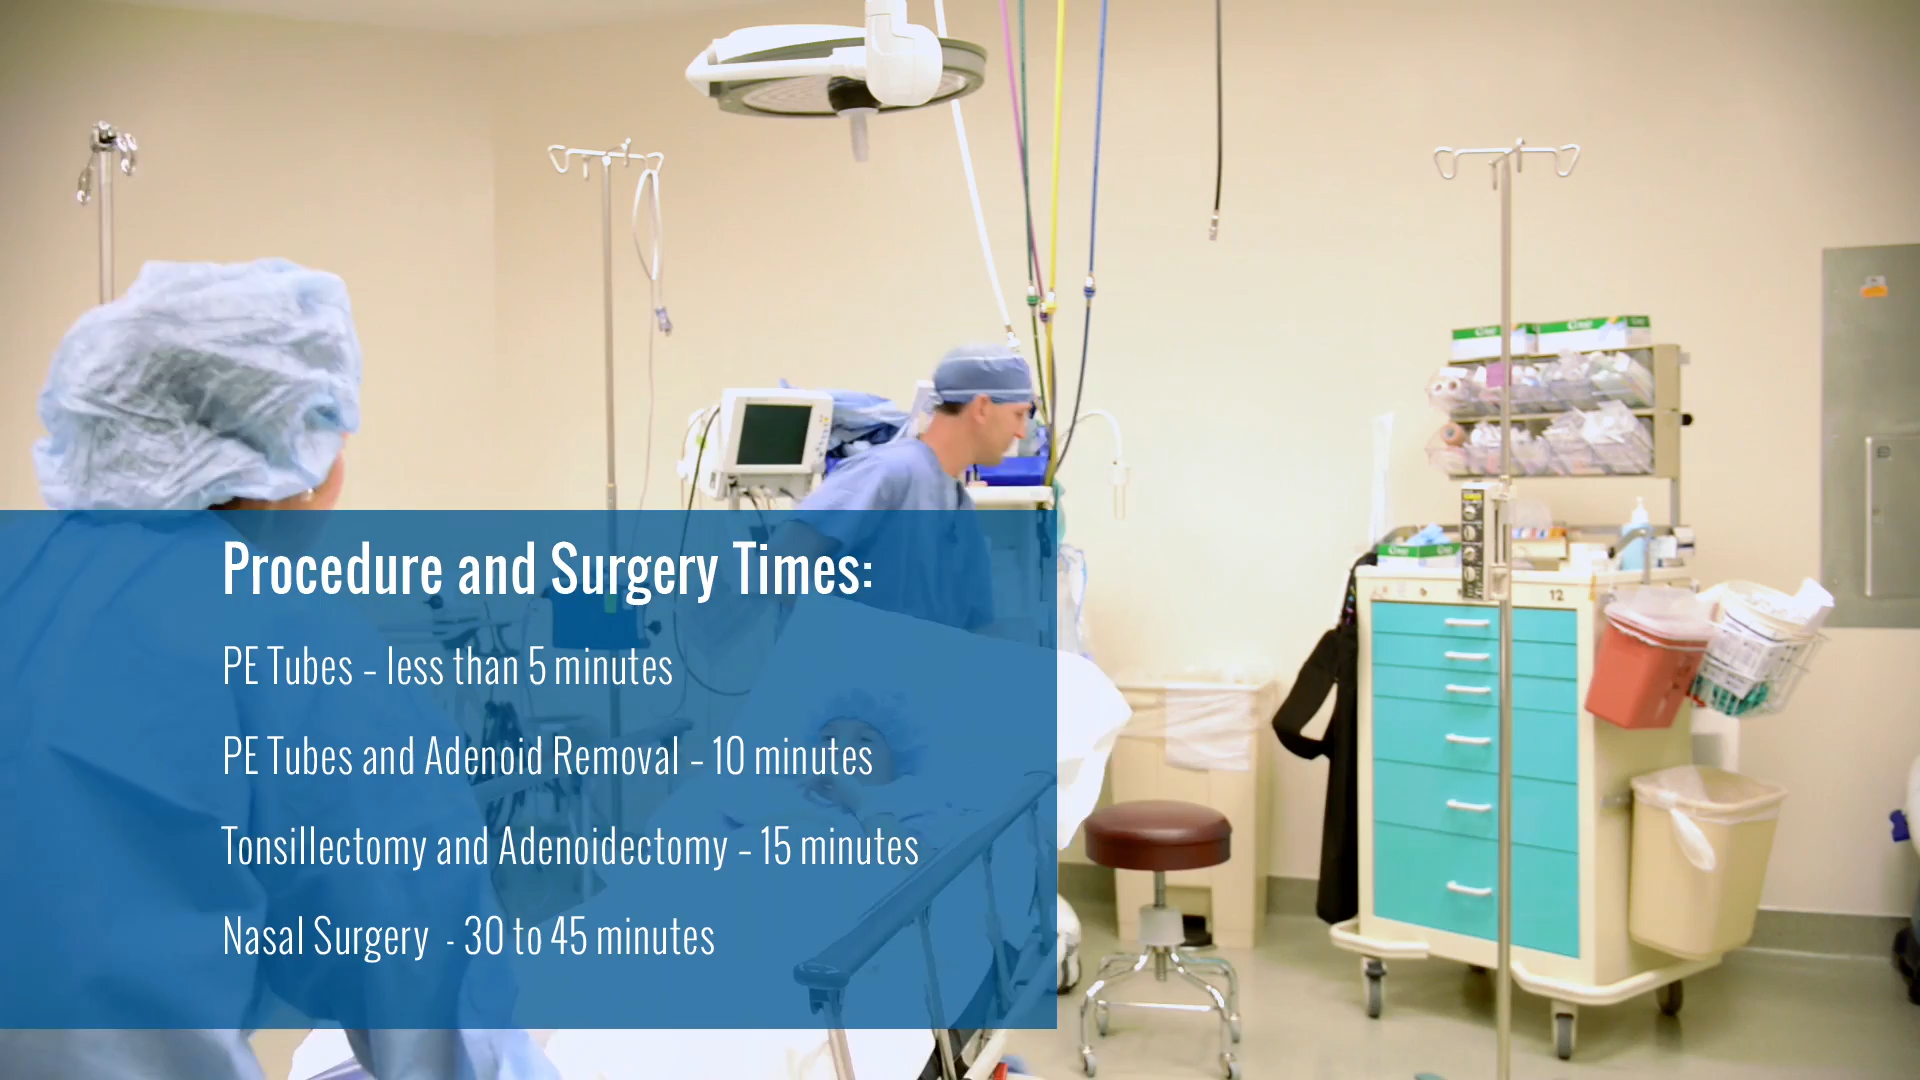 Procedure and Surgery Times:
PE Tubes – less than 5 minutes
PE Tubes and Adenoid Removal – 10 minutes
Tonsillectomy and Adenoidectomy – 15 minutes
Nasal Surgery - 30 to 45 minutes
12